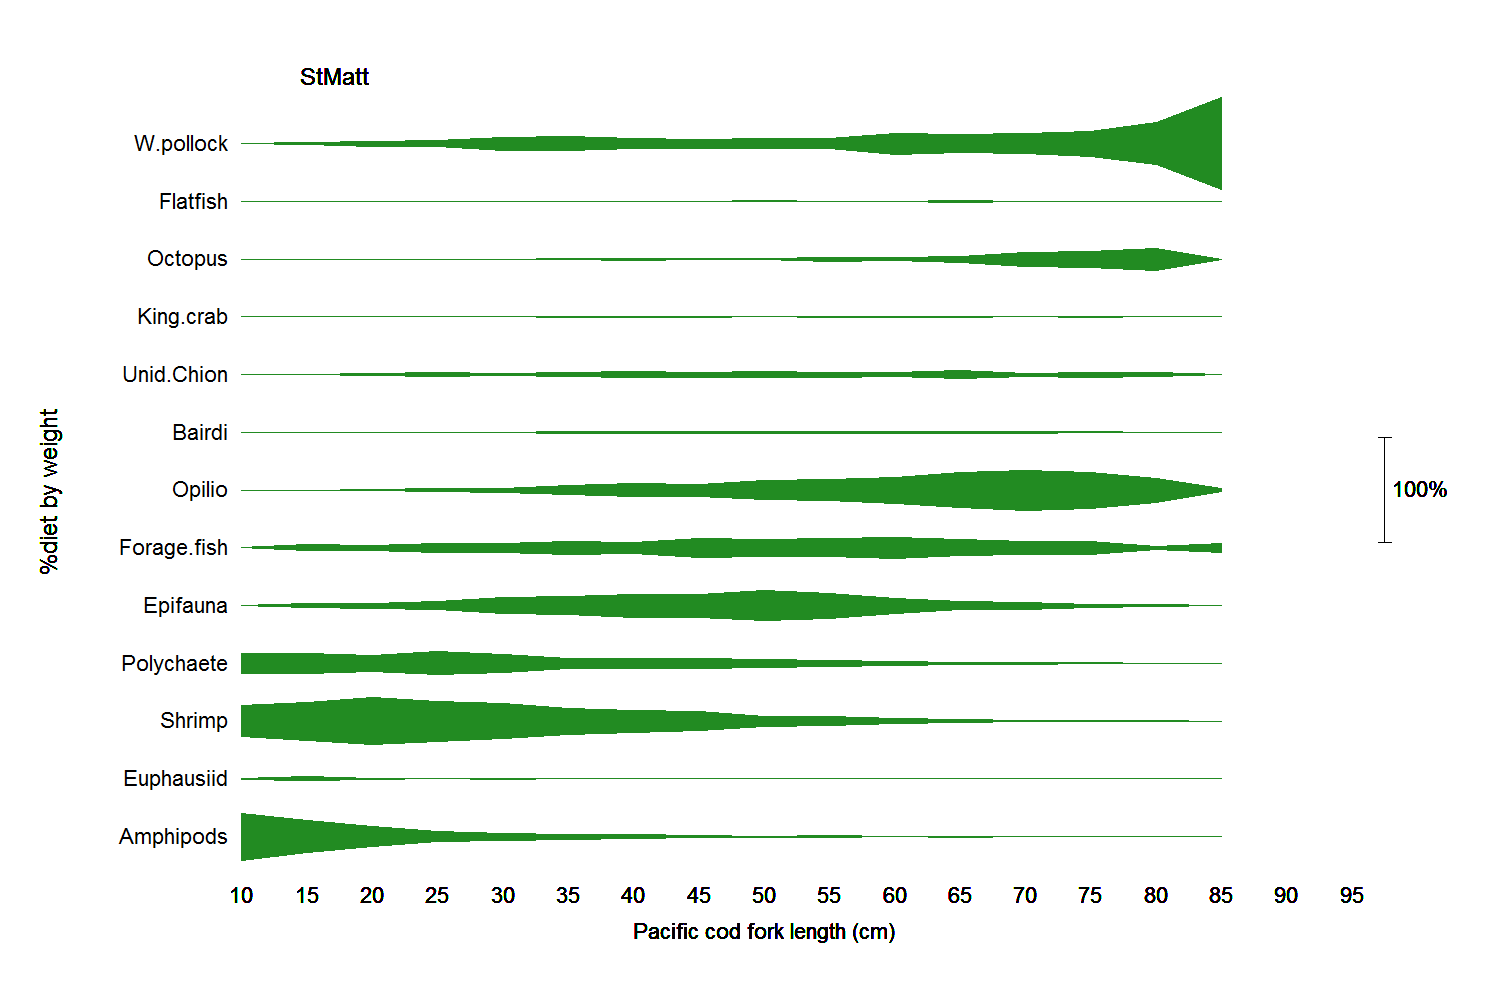 StMatt
W.pollock
Flatfish
Octopus
King.crab
Unid.Chion
Bairdi
Opilio
Forage.fish
Epifauna
Polychaete
Shrimp
Euphausiid
Amphipods
%diet by weight
100%
10 15 20 25 30 35 40 45 50 55 60 65 70 75 80 85 90 95
Pacific cod fork length (cm)